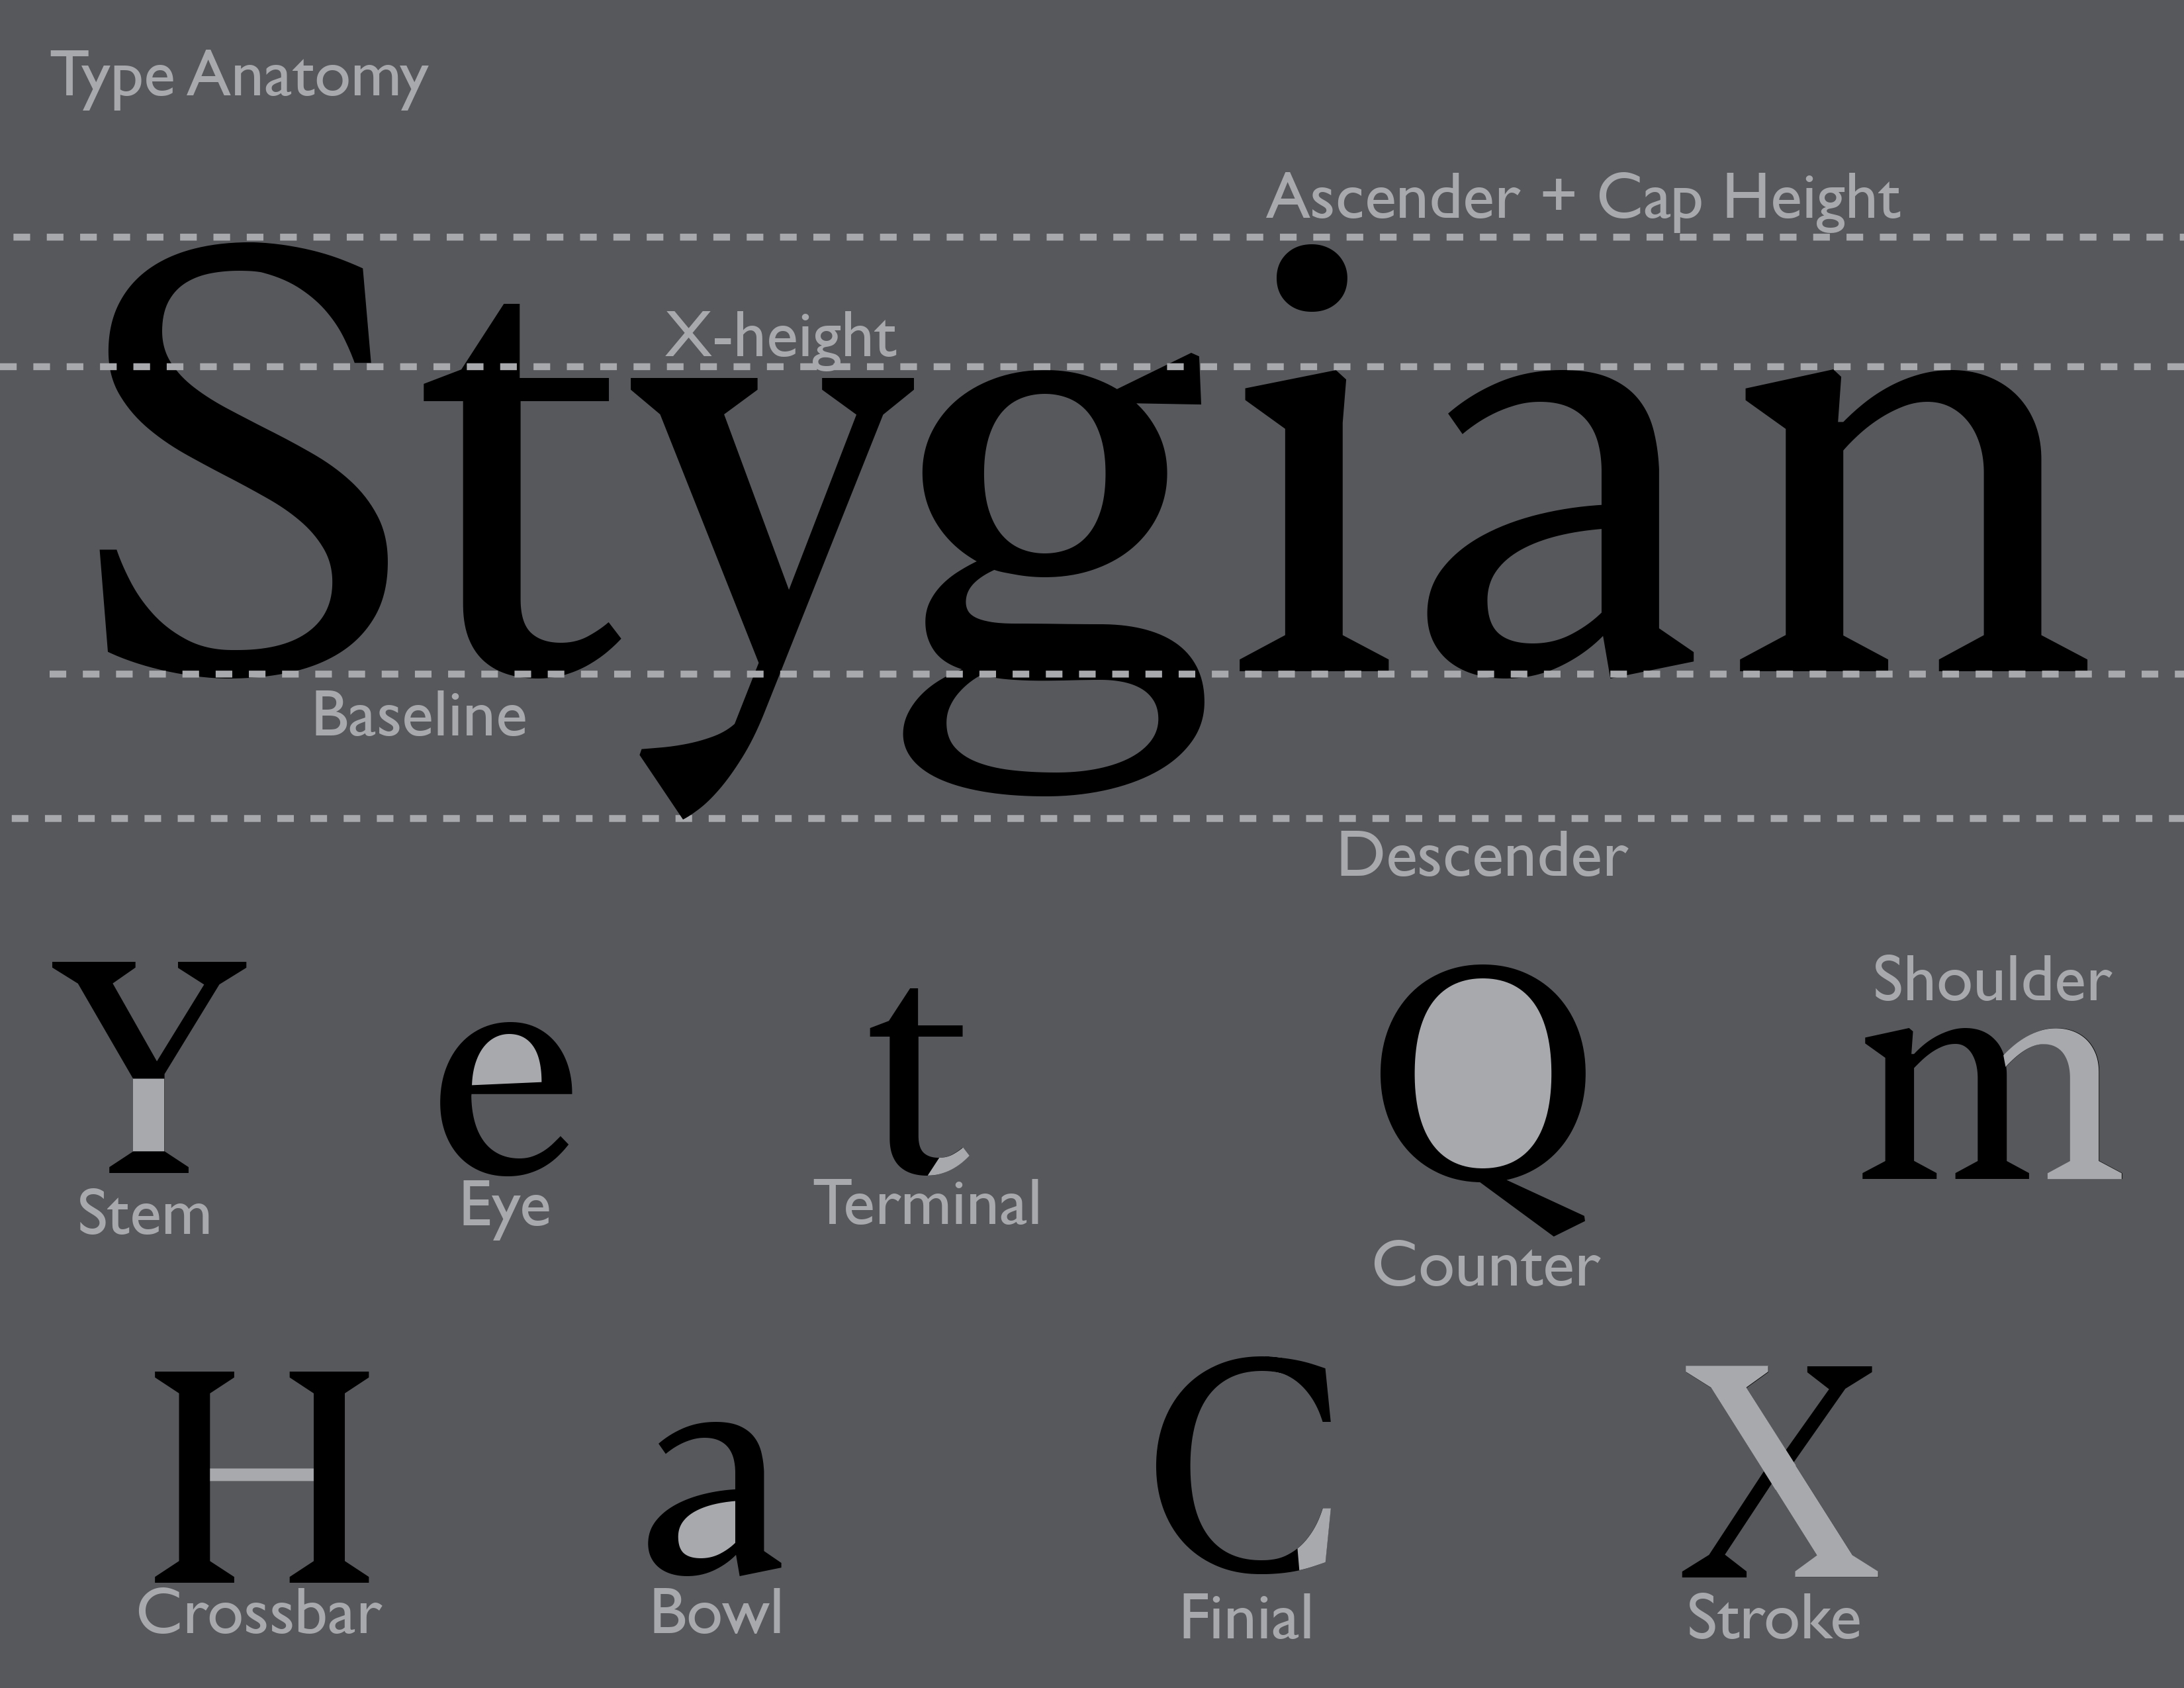 Type Anatomy
Ascender + Cap Height
X-height
Stygian
Baseline
Descender
Y e t Q m
Shoulder
Stem
Eye
Terminal
Counter
H a C X
Crossbar
Bowl
Finial
Stroke